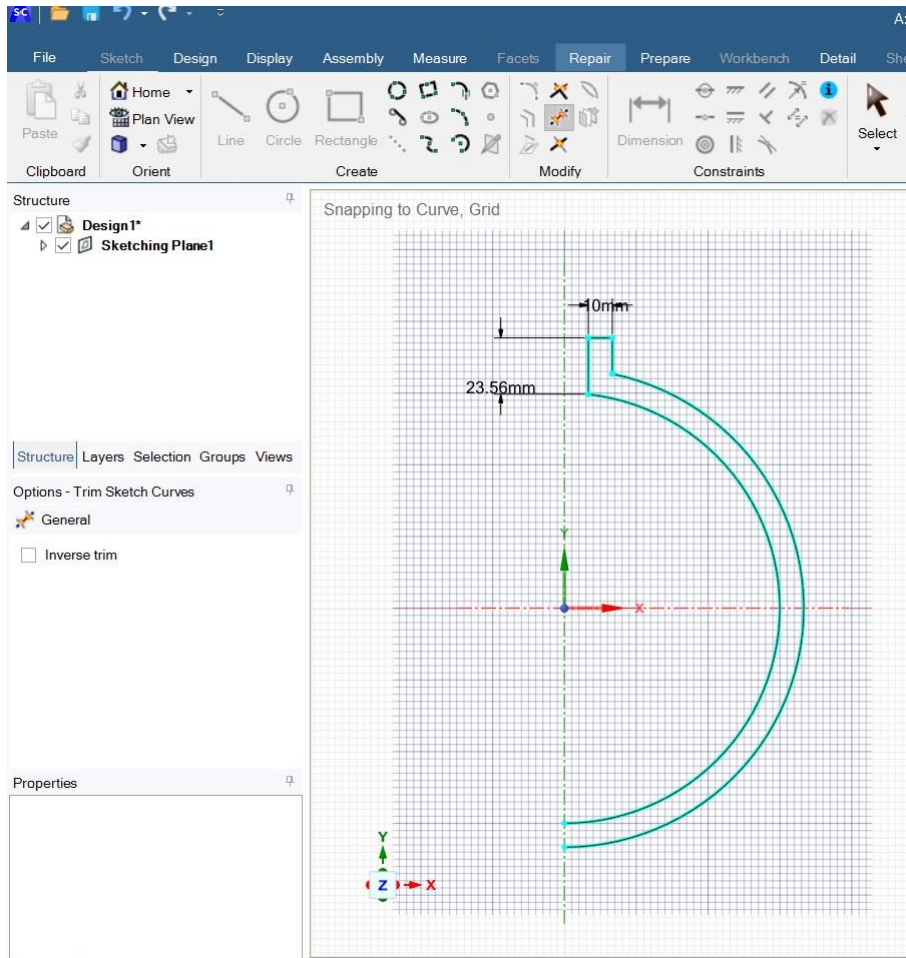 SC
A:
File Sketch Design Display Assembly Measure Facets Repair Prepare Workbench Detail She
Home
Plan View
Paste Line Circle Rectangle Dimension Select
Clipboard Orient Create Modify Constraints
Structure
Design1*
Sketching Plane1
Structure Layers Selection Groups Views
Options - Trim Sketch Curves
General
Inverse trim
Properties
Snapping to Curve, Grid
10mm
23.56mm
Y
X
Y
Z X